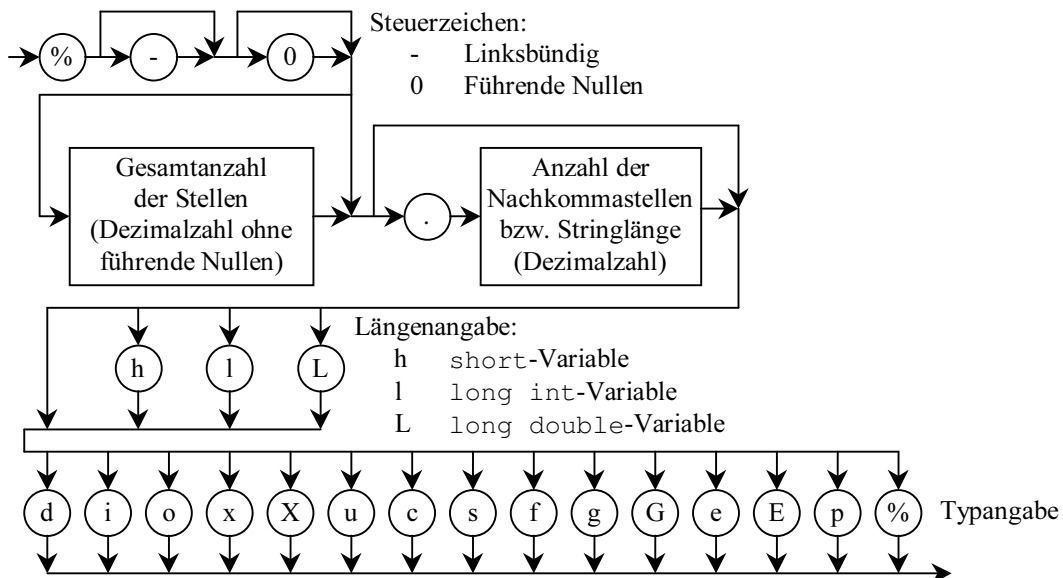 Steuerzeichen:
% - 0
- Linksbündig
0 Führende Nullen
Gesamtanzahl
der Stellen
(Dezimalzahl ohne
führende Nullen)
.
Anzahl der
Nachkommastellen
bzw. Stringlänge
(Dezimalzahl)
Längenangabe:
h l L
h short-Variable
l long int-Variable
L long double-Variable
d i o x X u c s f g G e E p % Typangabe